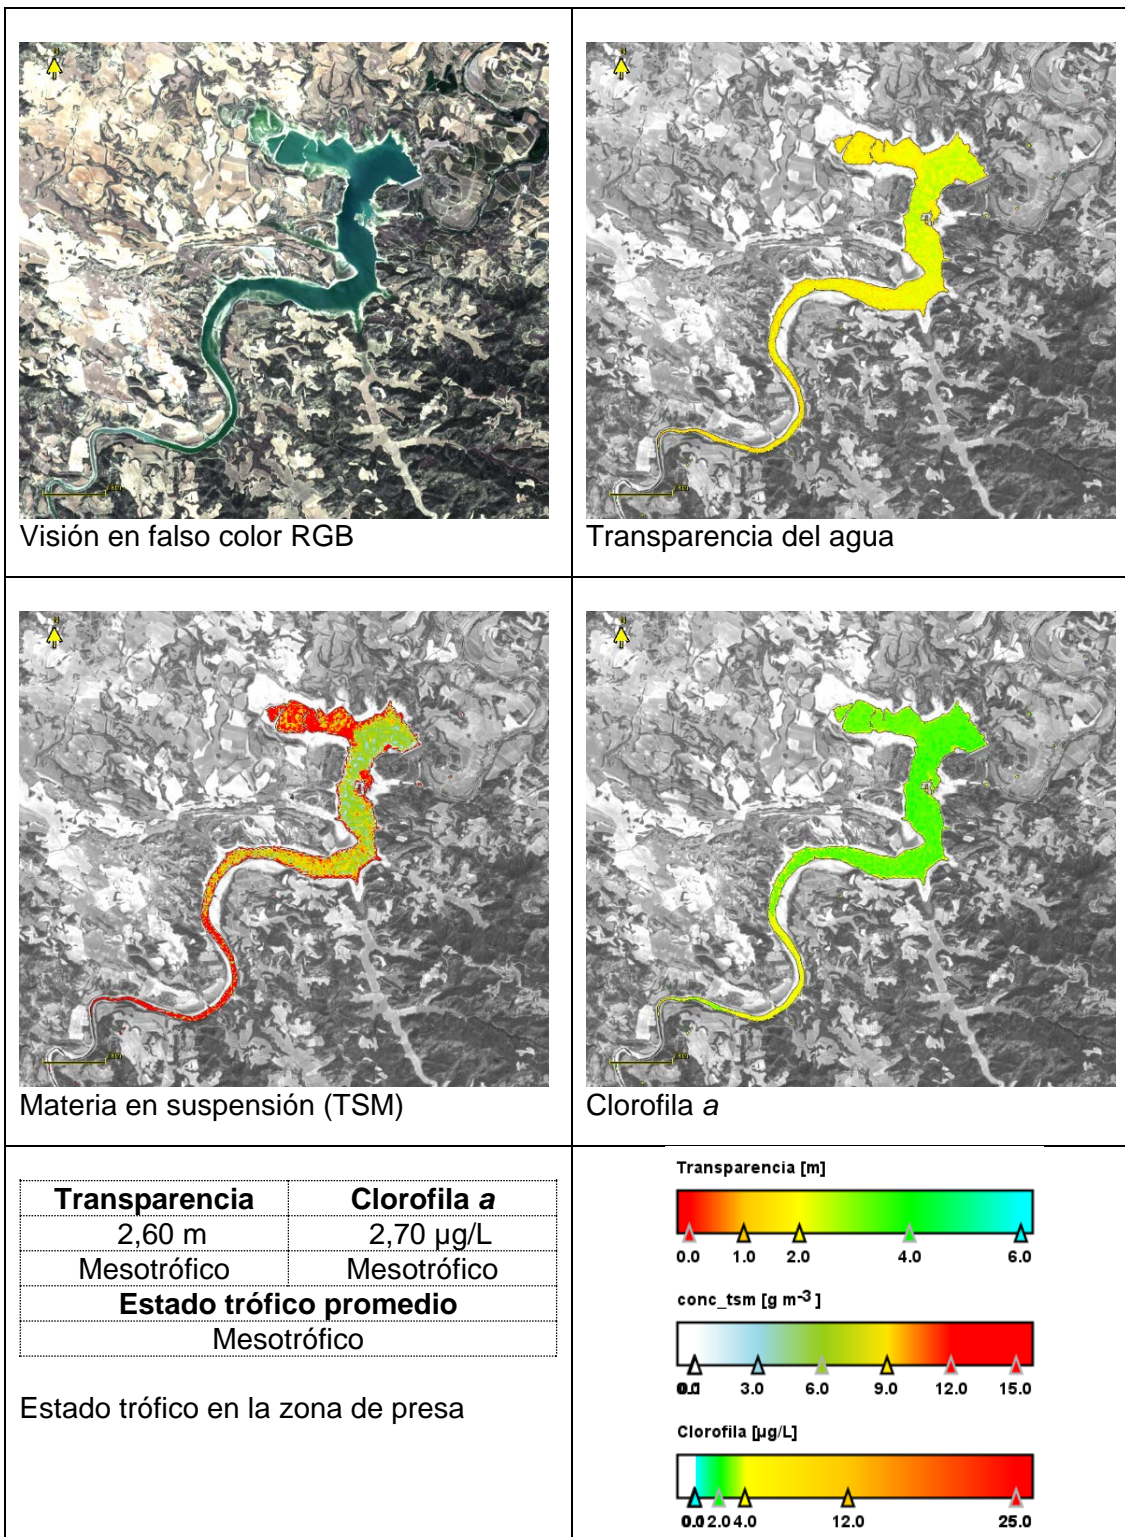 Visión en falso color RGB
Transparencia del agua
Materia en suspensión (TSM)
Clorofila a
Transparencia Clorofila a
2,60 m 2,70 µg/L
Mesotrófico Mesotrófico
Estado trófico promedio
Mesotrófico
Estado trófico en la zona de presa
Transparencia [m]
0.0 1.0 2.0 4.0 6.0
conc_tsm [g m-3]
3.0 6.0 9.0 12.0 15.0
Clorofila [µg/L]
2.0 4.0 12.0 25.0